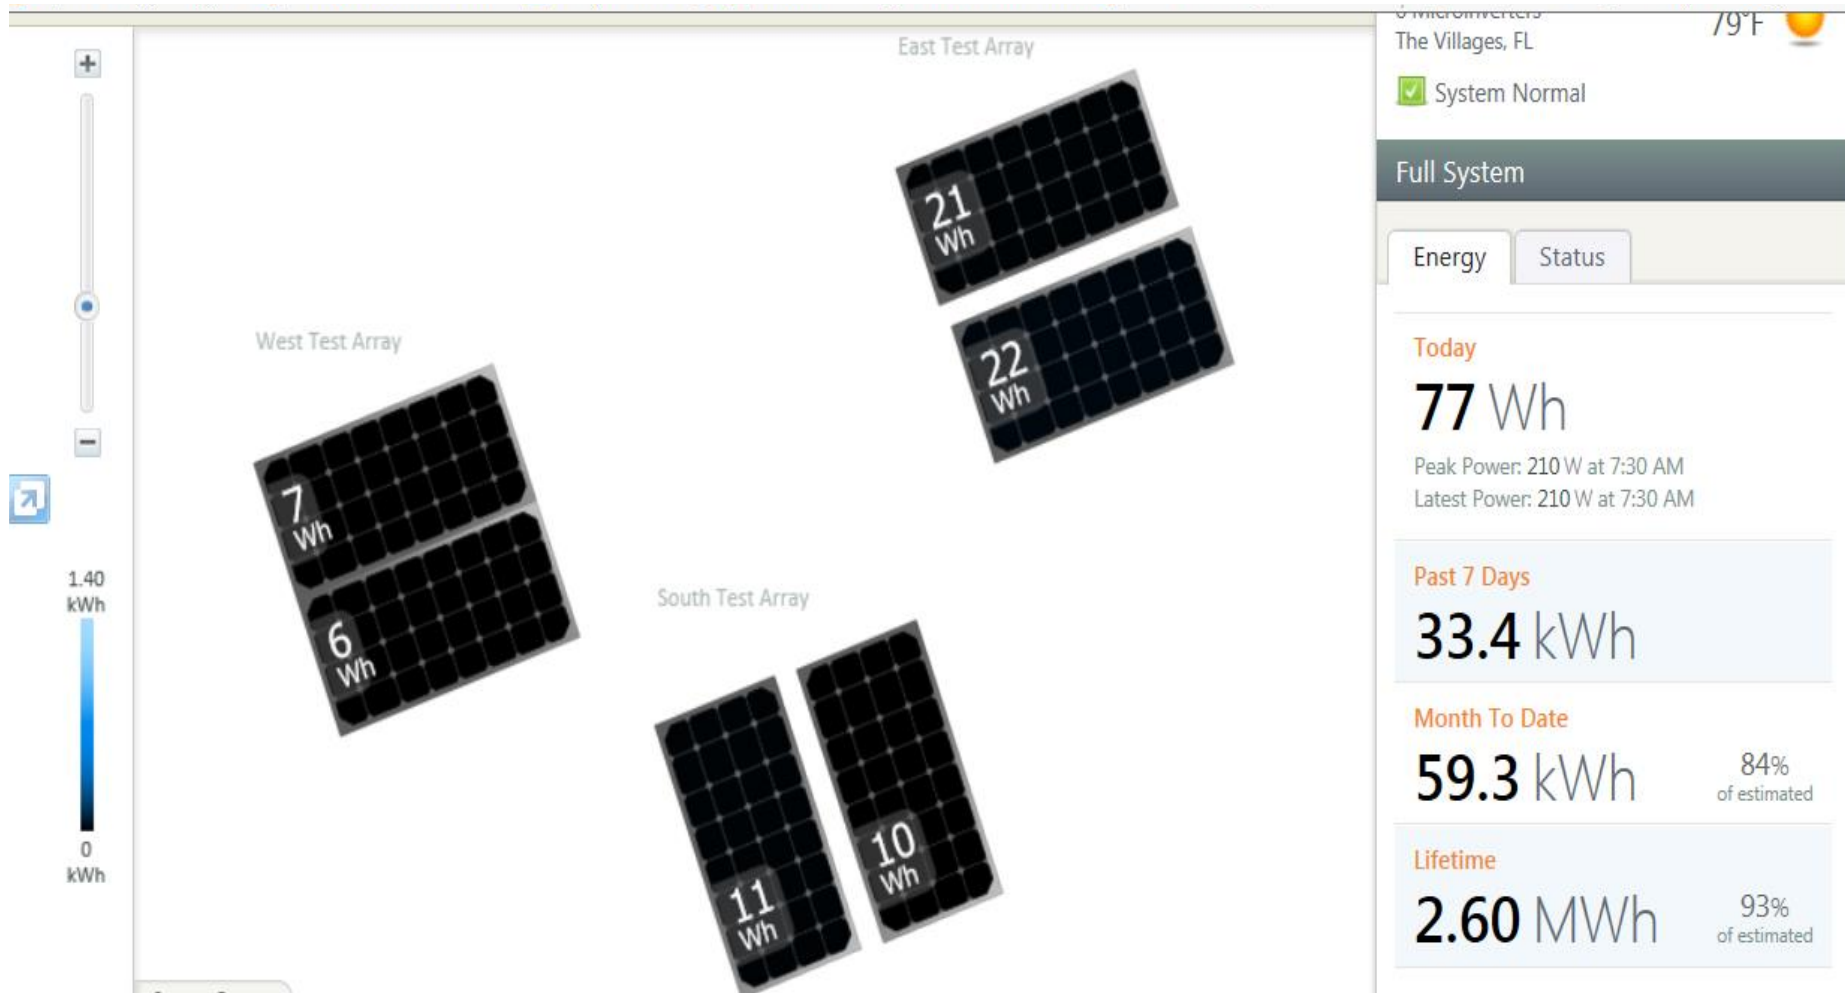 East Test Array
21
Wh
22
Wh
West Test Array
7
Wh
6
Wh
South Test Array
11
Wh
10
Wh
1.40
kWh
0
kWh
Microinverters
79°F
The Villages, FL
System Normal
Full System
Energy
Status
Today
77 Wh
Peak Power: 210 W at 7:30 AM
Latest Power: 210 W at 7:30 AM
Past 7 Days
33.4 kWh
Month To Date
59.3 kWh
84%
of estimated
Lifetime
2.60 MWh
93%
of estimated